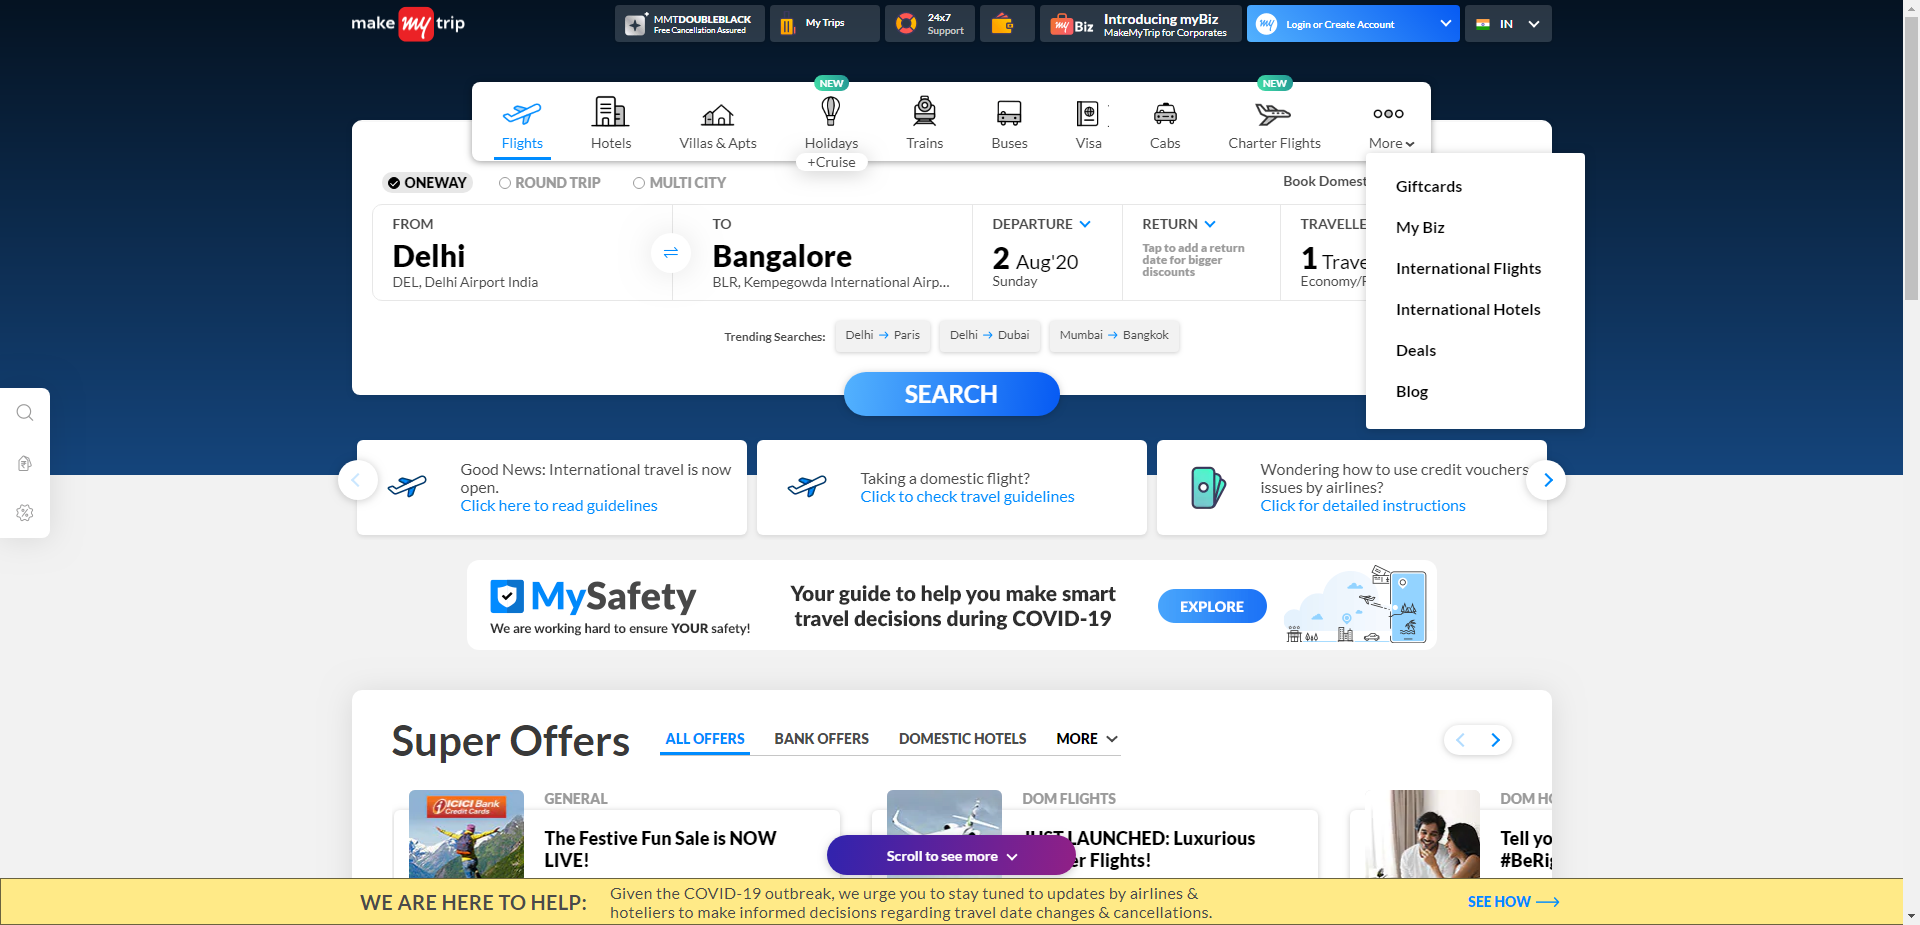 make my trip
MMTDOUBLEBLACK
Free Cancellation Assured
My Trips
24x7
Support
my Biz
Introducing myBiz
MakeMyTrip for Corporates
my
Login or Create Account
IN
NEW
NEW
Flights
Hotels
Villas & Apts
Holidays
Trains
Buses
Visa
Cabs
Charter Flights
More
+Cruise
ONEWAY
ROUND TRIP
MULTI CITY
Book Domest
Giftcards
My Biz
International Flights
International Hotels
Deals
Blog
FROM
Delhi
DEL, Delhi Airport India
TO
Bangalore
BLR, Kempegowda International Airp...
DEPARTURE
2 Aug'20
Sunday
RETURN
Tap to add a return
date for bigger
discounts
TRAVELLE
1 Trave
Economy/
Trending Searches:
Delhi → Paris
Delhi → Dubai
Mumbai → Bangkok
SEARCH
Good News: International travel is now
open.
Click here to read guidelines
Taking a domestic flight?
Click to check travel guidelines
Wondering how to use credit vouchers
issues by airlines?
Click for detailed instructions
MySafety
We are working hard to ensure YOUR safety!
Your guide to help you make smart
travel decisions during COVID-19
EXPLORE
Super Offers
ALL OFFERS
BANK OFFERS
DOMESTIC HOTELS
MORE
ICICI Bank
Credit Cards
GENERAL
The Festive Fun Sale is NOW
LIVE!
DOM FLIGHTS
LAUNCHED: Luxurious
er Flights!
DOM HO
Tell yo
#BeRig
Scroll to see more
WE ARE HERE TO HELP:
Given the COVID-19 outbreak, we urge you to stay tuned to updates by airlines &
hoteliers to make informed decisions regarding travel date changes & cancellations.
SEE HOW